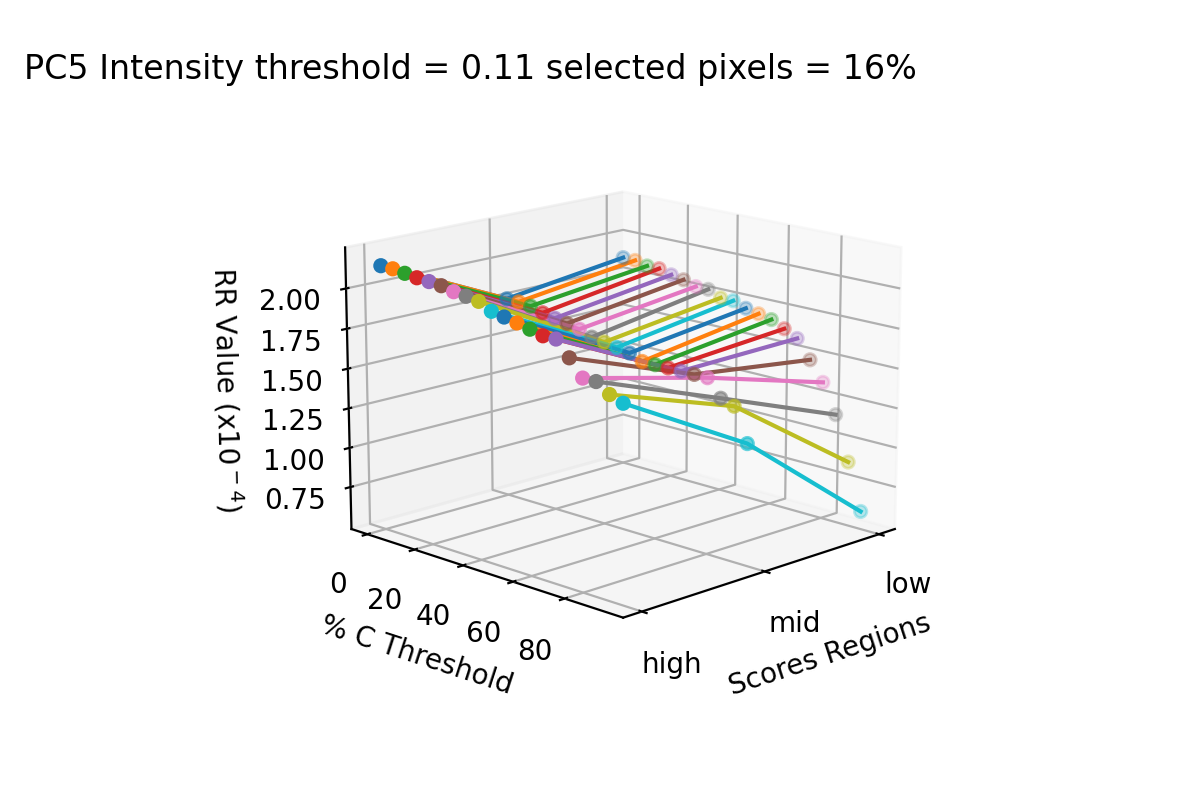 PC5 Intensity threshold = 0.11 selected pixels = 16%
RR Value (x10⁻⁴)
2.00
1.75
1.50
1.25
1.00
0.75
0
20
40
60
80
% C Threshold
high
mid
low
Scores Regions